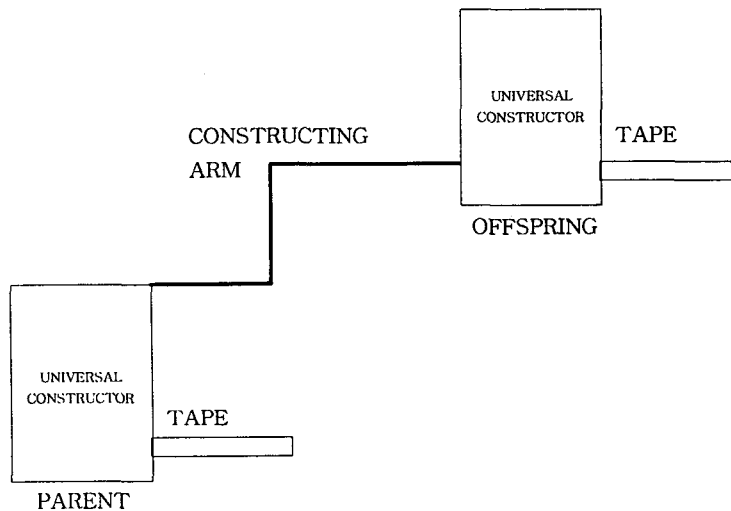 UNIVERSAL
CONSTRUCTOR
TAPE
CONSTRUCTING
ARM
OFFSPRING
UNIVERSAL
CONSTRUCTOR
TAPE
PARENT